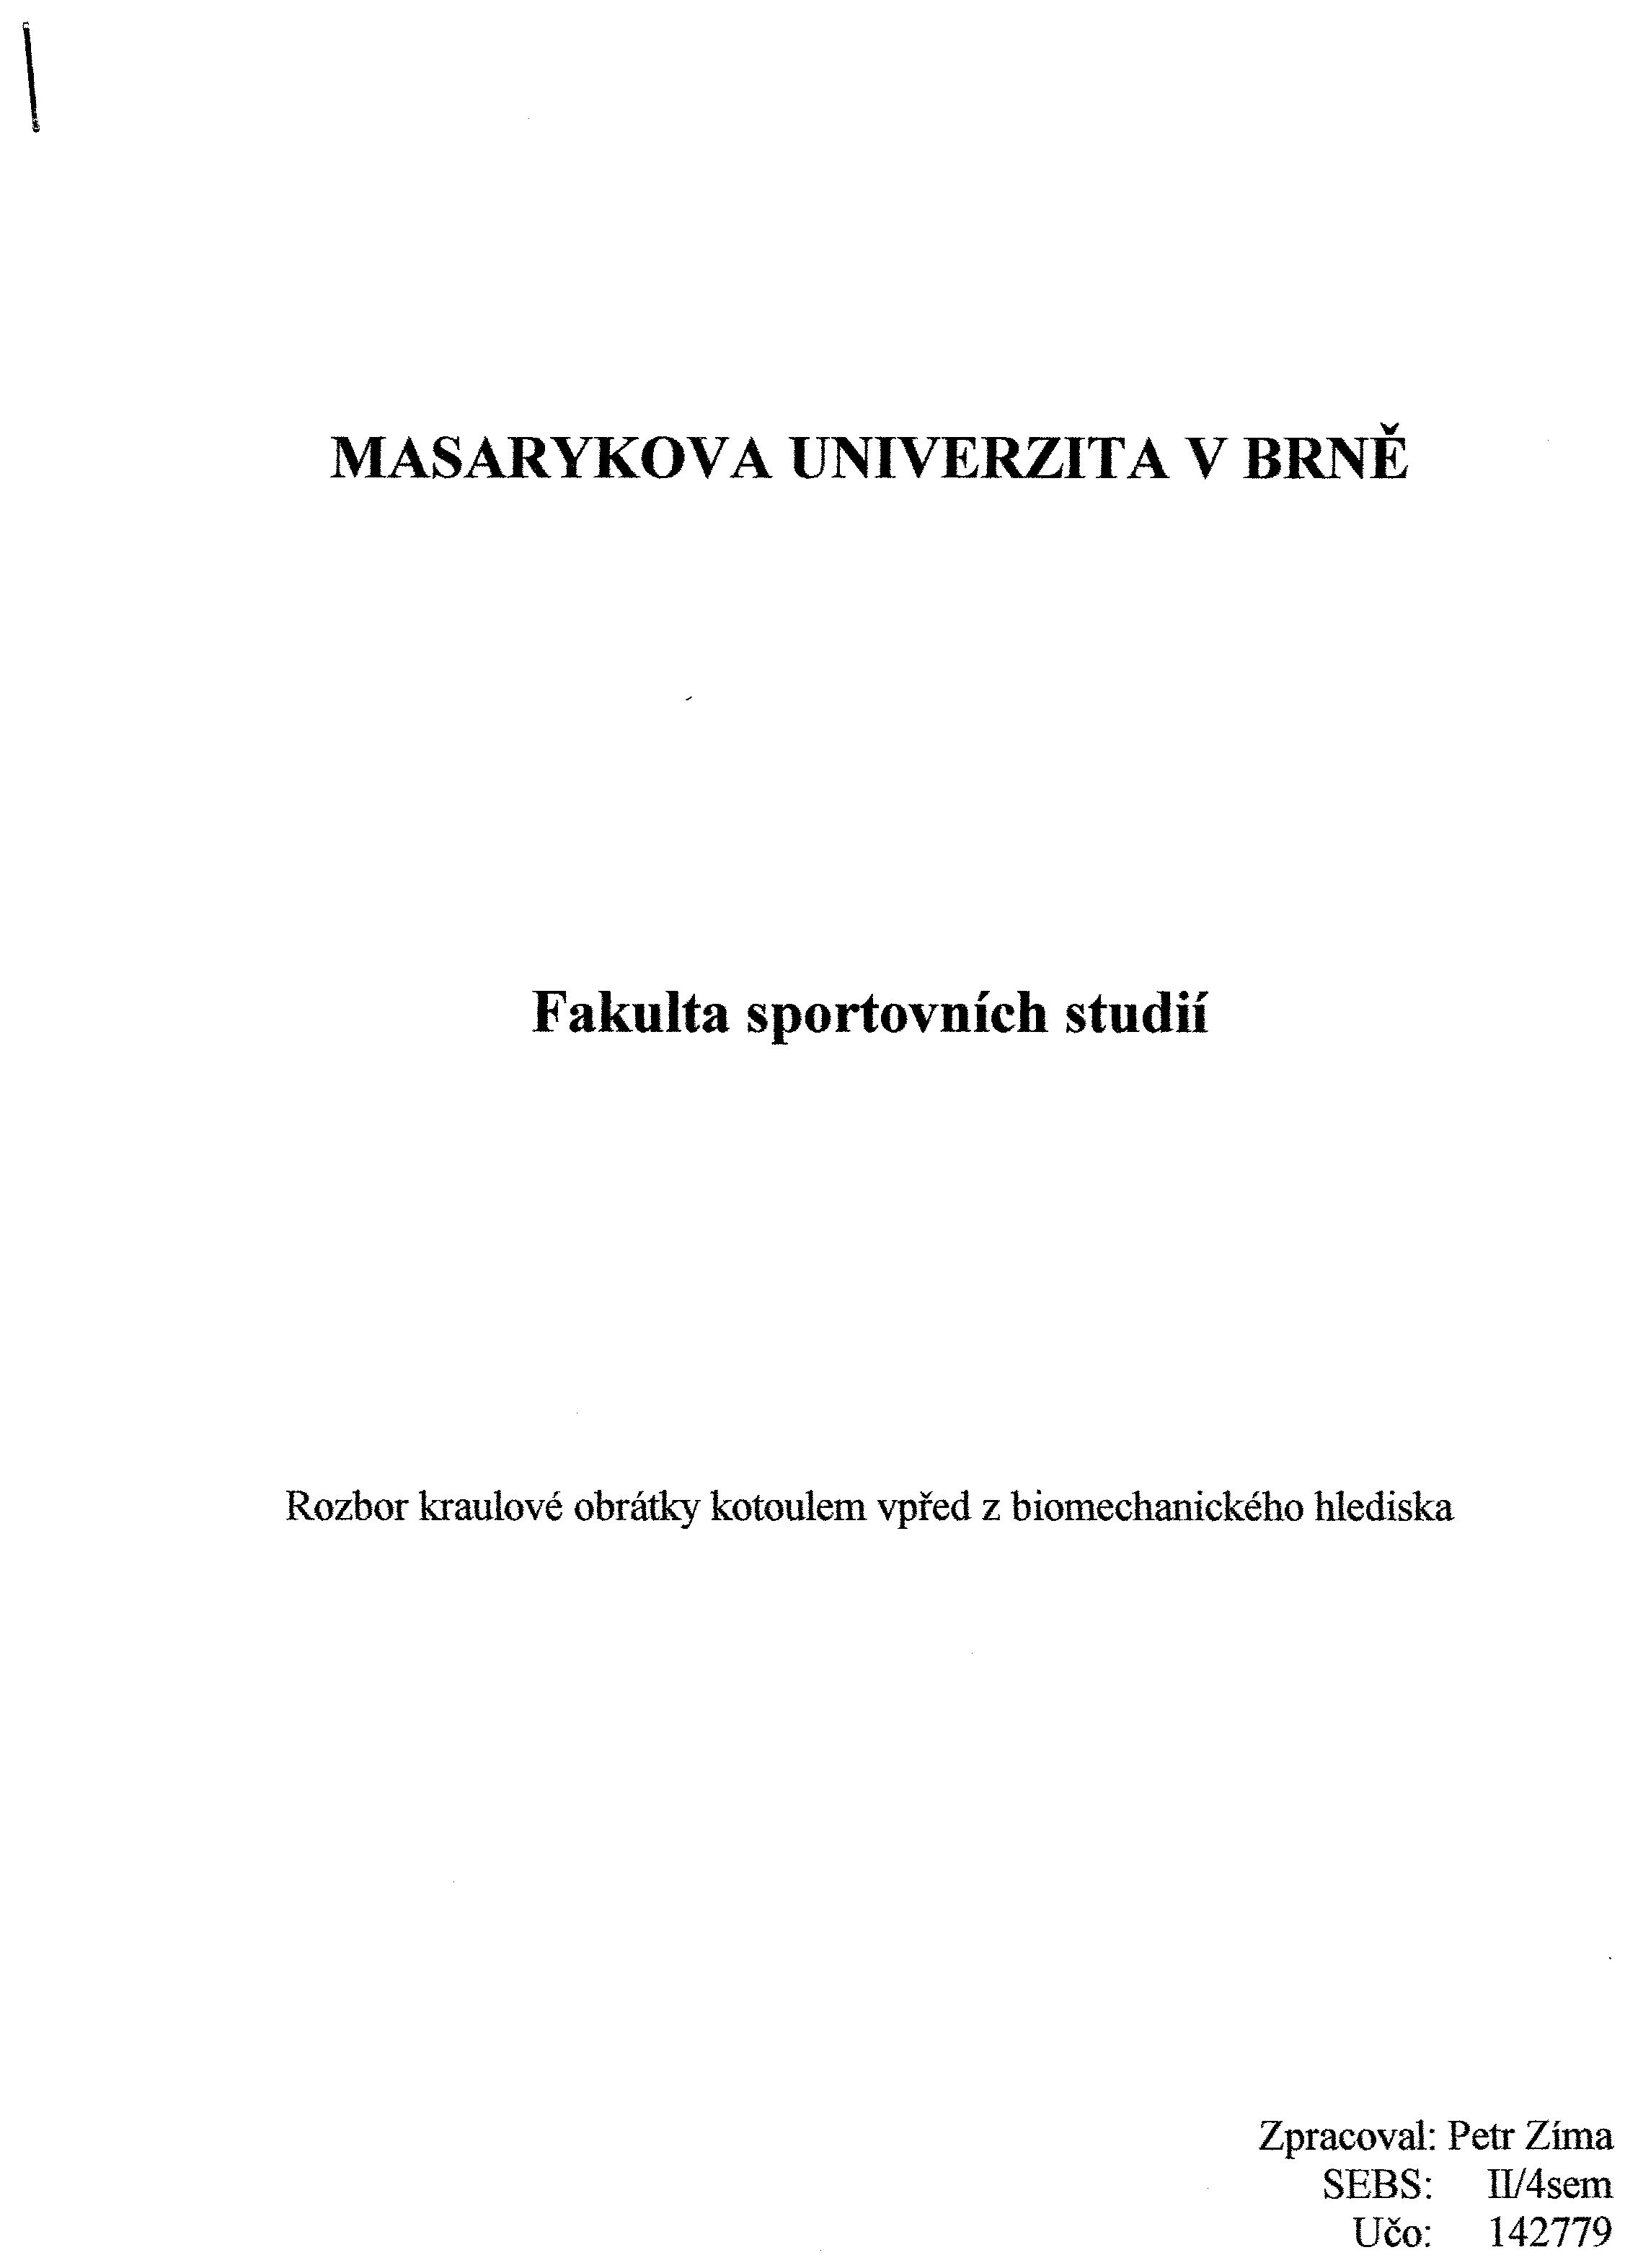 MASARYKOVA UNIVERZITA V BRNĚ
Fakulta sportovních studií
Rozbor kraulové obrátky kotoulem vpřed z biomechanického hlediska
Zpracoval: Petr Zíma
SEBS: II/4sem
Učo: 142779